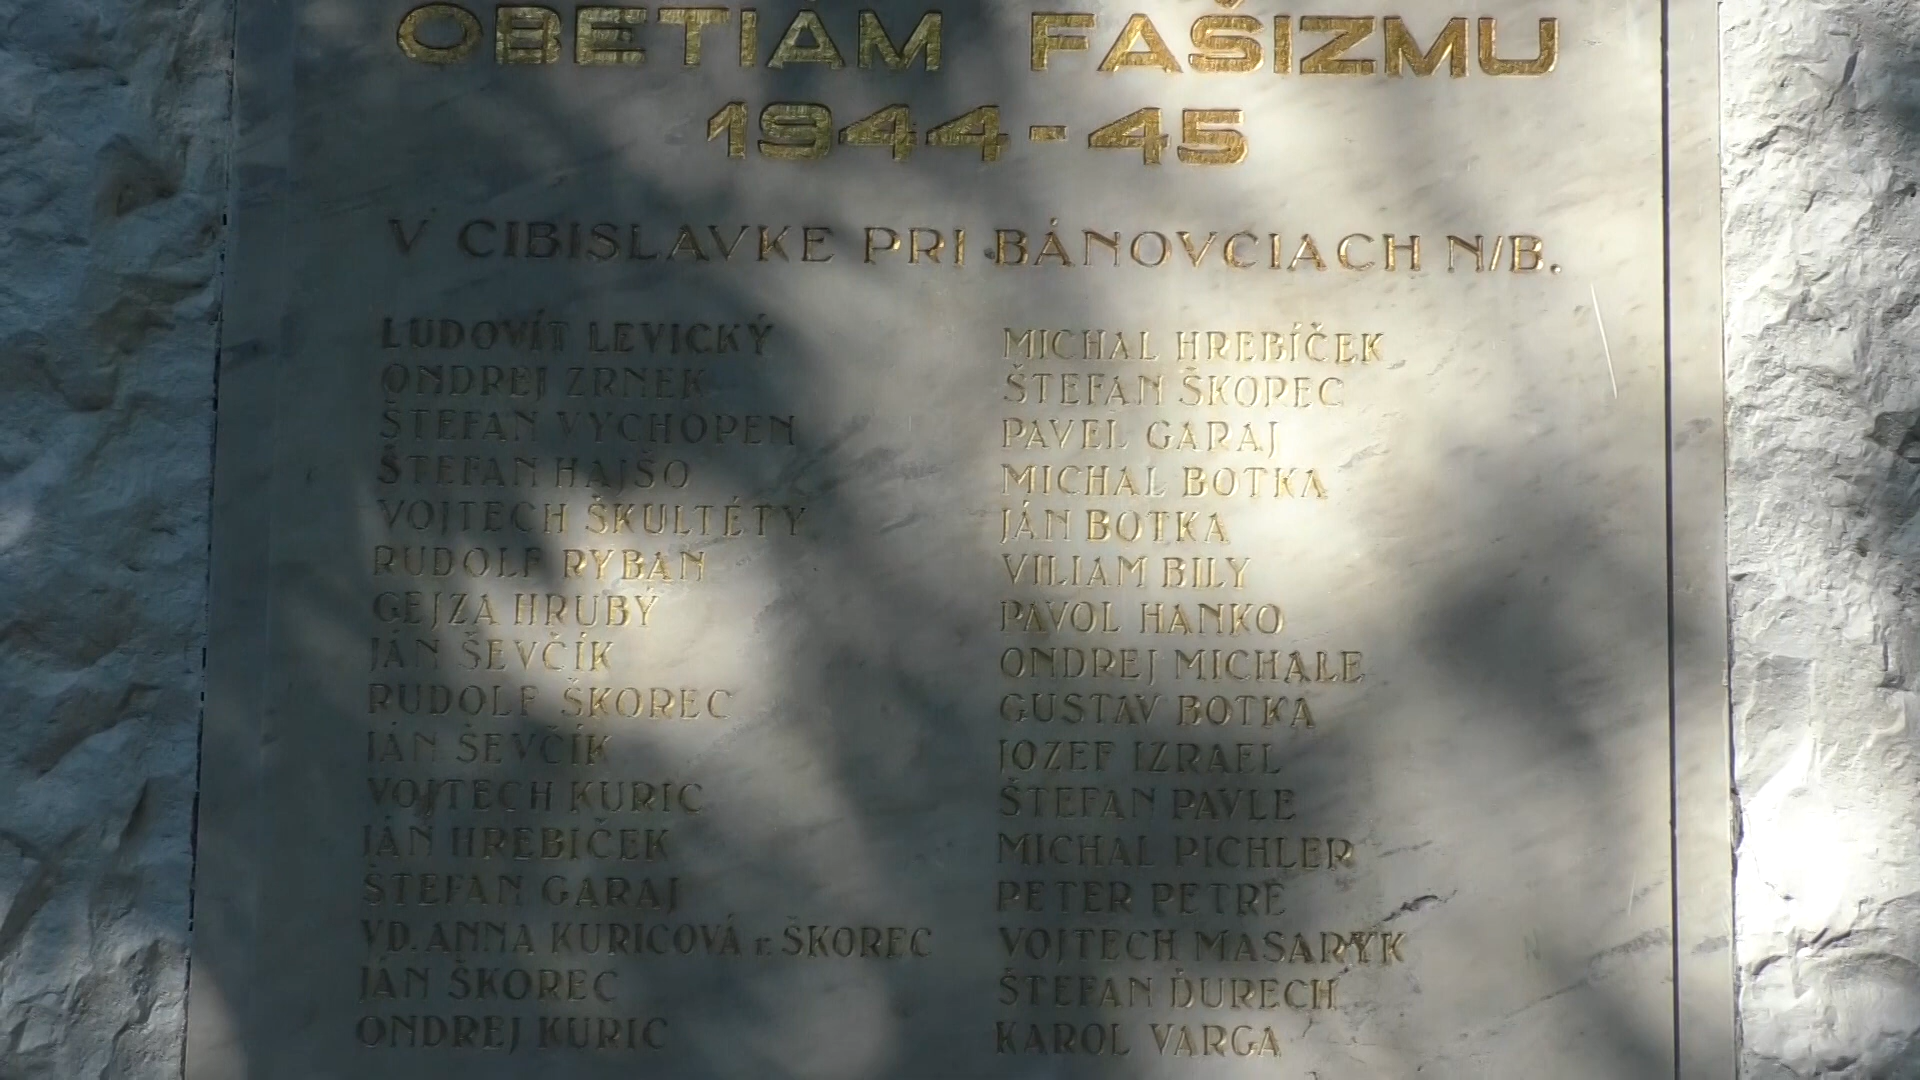 OBETIAM FAŠIZMU
1944-45
V CIBISLAVKE PRI BÁNOVCIACH N/B.
LUDOVÍT LEVICKÝ
ONDREJ ZRNEK
ŠTEFAN VYCHOPEN
ŠTEFAN HAJŠO
VOJTECH ŠKULTÉTY
RUDOLF RYBAN
GEJZA HRUBÝ
JÁN ŠEVČÍK
RUDOLF ŠKOREC
JÁN ŠEVČÍK
VOJTECH KURIC
JÁN HREBÍČEK
ŠTEFAN GARAJ
VD. ANNA KURICOVÁ r. ŠKOREC
JÁN ŠKOREC
ONDREJ KURIC
MICHAL HREBÍČEK
ŠTEFAN ŠKOREC
PAVEL GARAJ
MICHAL BOTKA
JÁN BOTKA
VILIAM BILY
PAVOL HANKO
ONDREJ MICHALE
GUSTAV BOTKA
JOZEF IZRAEL
ŠTEFAN PAVLE
MICHAL PICHLER
PETER PETRE
VOJTECH MASARYK
ŠTEFAN ĎURECH
KAROL VARGA